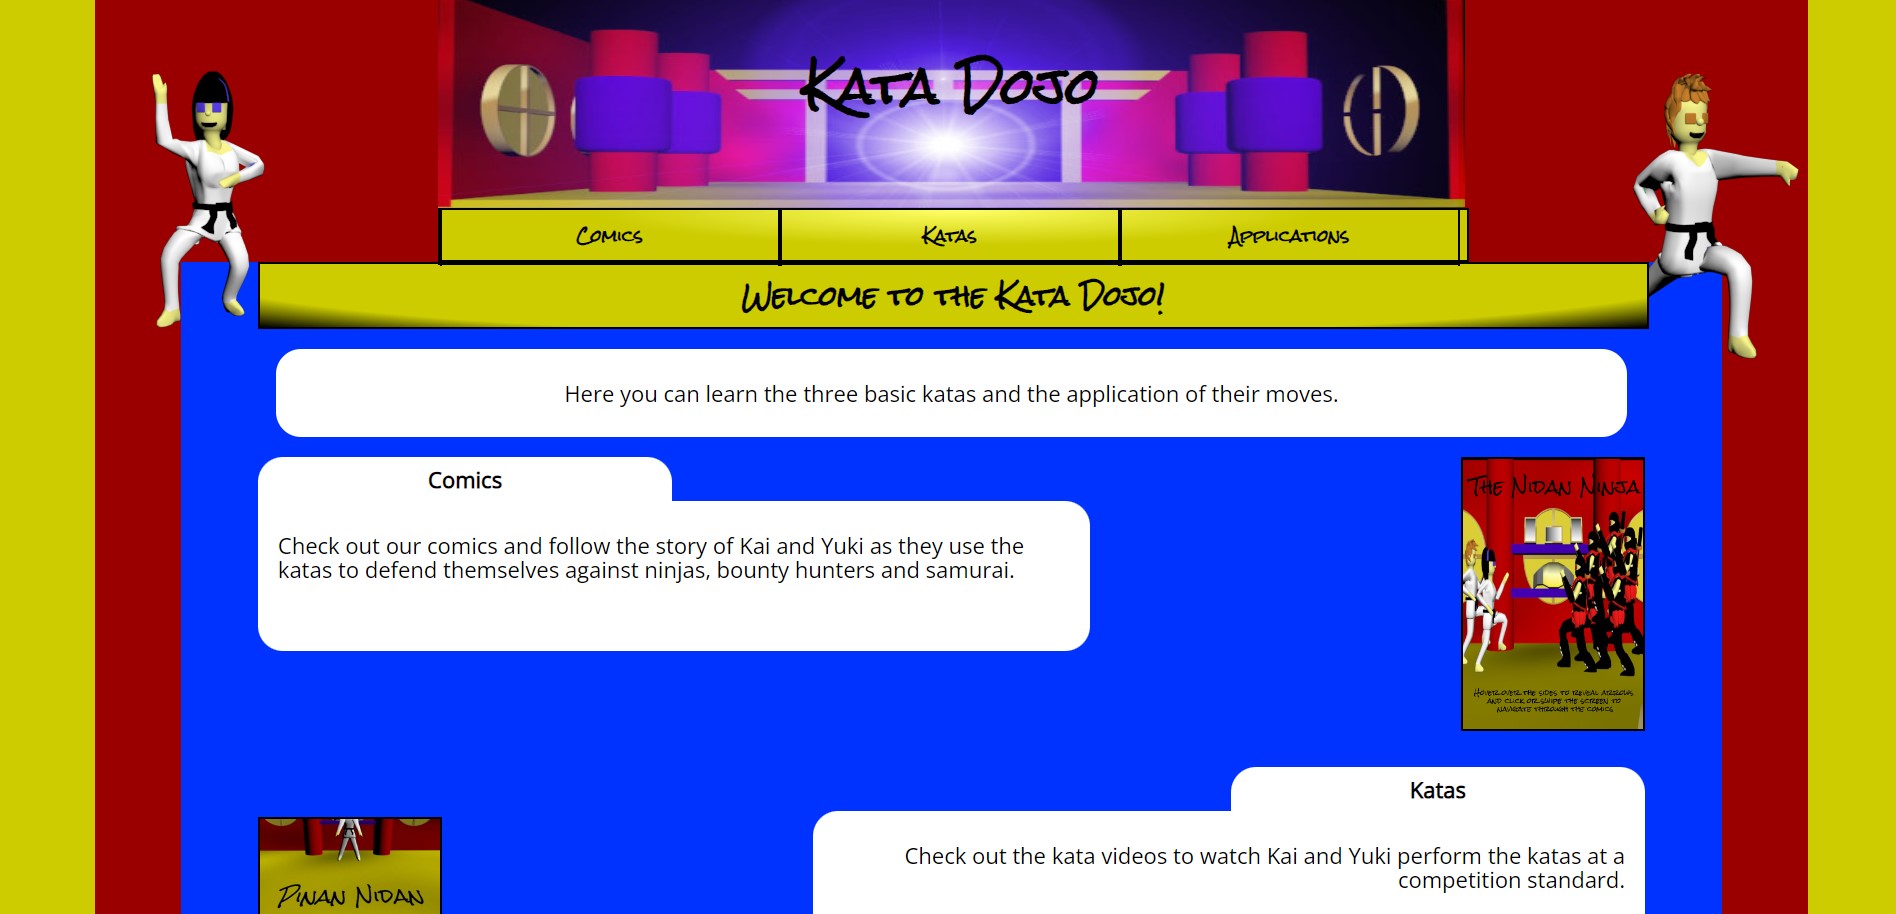 Kata Dojo
Comics
Katas
Applications
Welcome to the Kata Dojo!
Here you can learn the three basic katas and the application of their moves.
Comics
Check out our comics and follow the story of Kai and Yuki as they use the
katas to defend themselves against ninjas, bounty hunters and samurai.
The Nidan Ninja
Hover over the sides to reveal arrows
and click or swipe the screen to
navigate through the comics
Katas
Check out the kata videos to watch Kai and Yuki perform the katas at a
competition standard.
Pinan Nidan